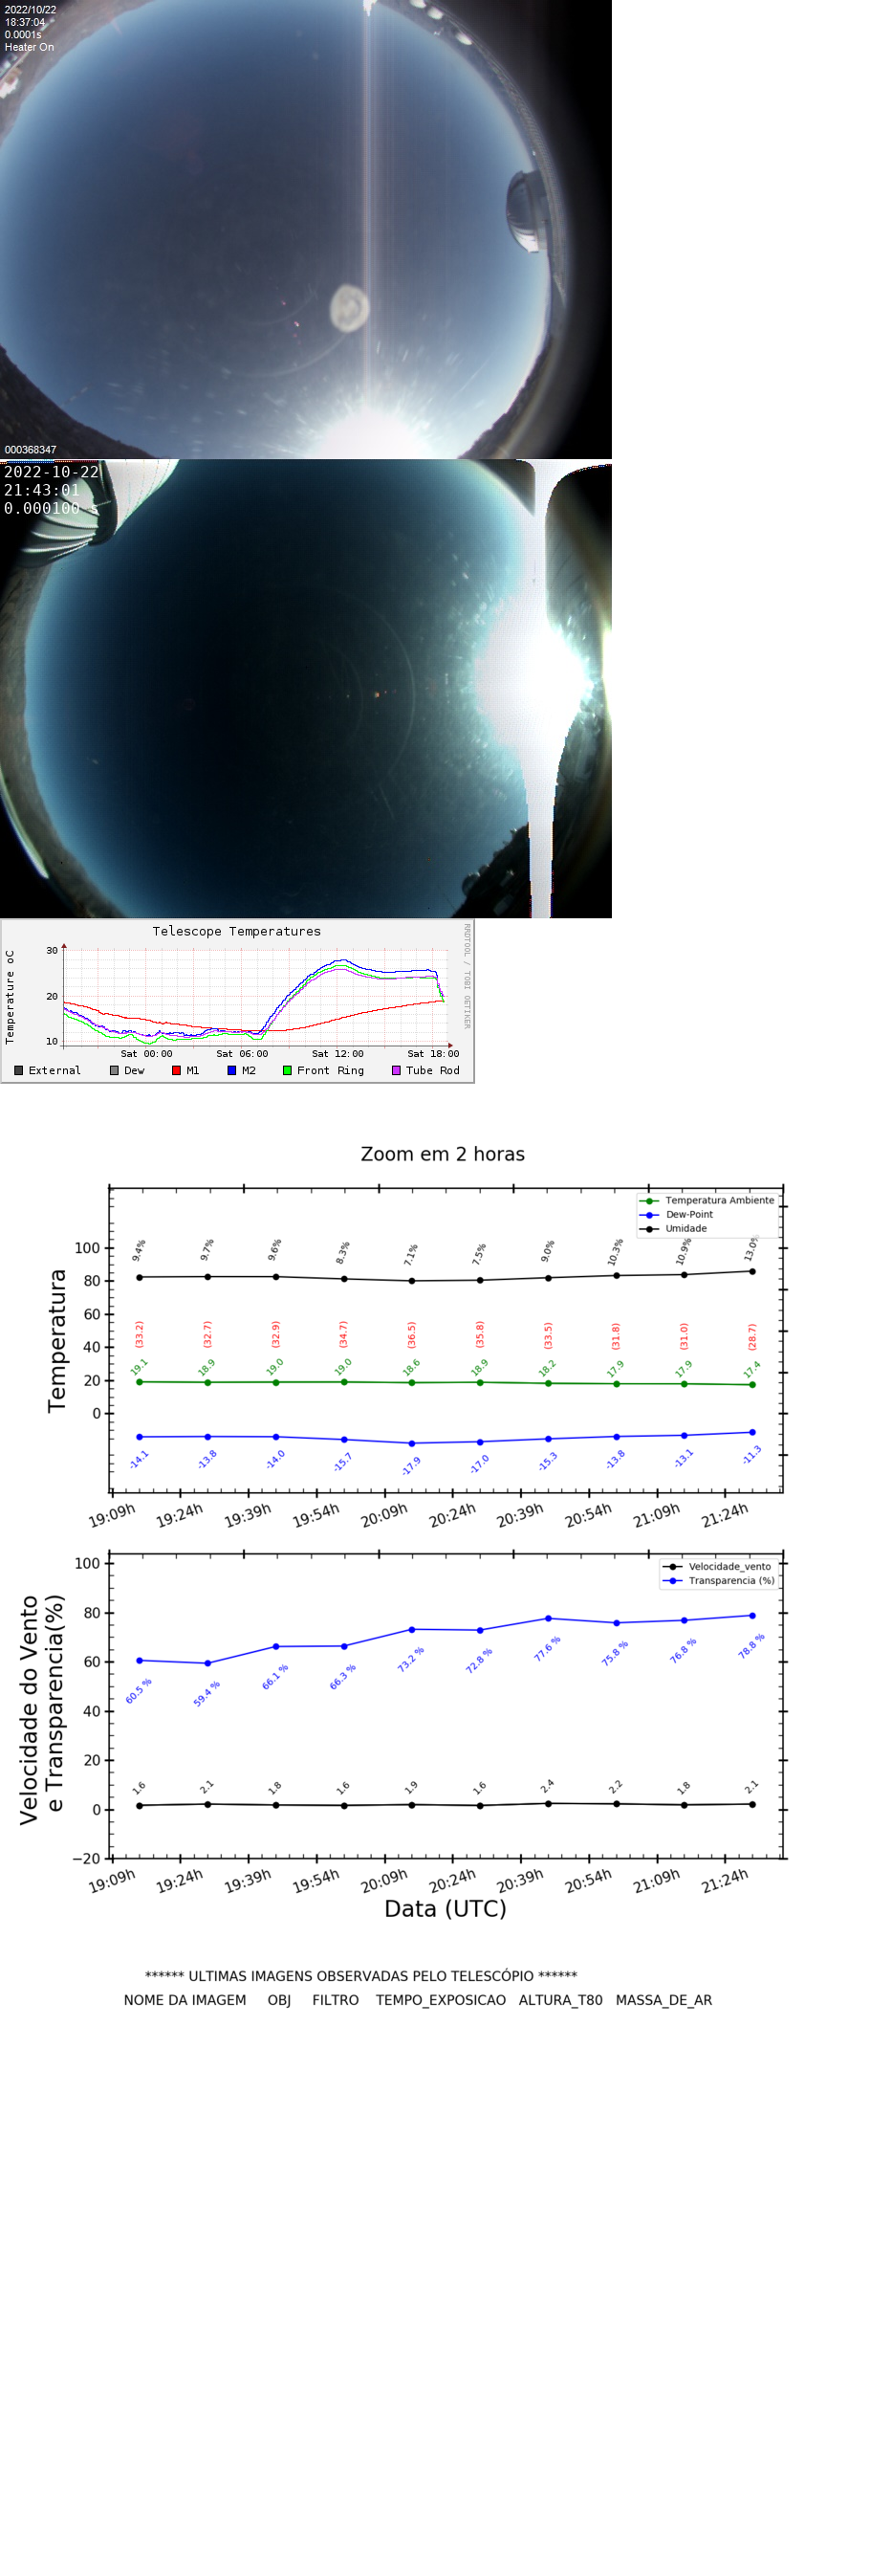 2022/10/22
18:37:04
0.0001s
Heater On
000368347
2022-10-22
21:43:01
0.000100 s
Telescope Temperatures
RRDTOOL / TOBI OETIKER
Temperature oC
30
20
10
Sat 00:00 Sat 06:00 Sat 12:00 Sat 18:00
External Dew M1 M2 Front Ring Tube Rod
Zoom em 2 horas
Temperatura Ambiente
Dew-Point
Umidade
Temperatura
100
80
60
40
20
0
9.4% 9.7% 9.6% 8.3% 7.1% 7.5% 9.0% 10.3% 10.9% 13.0%
(33.2) (32.7) (32.9) (34.7) (36.5) (35.8) (33.5) (31.8) (31.0) (28.7)
19.1 18.9 19.0 19.0 18.6 18.9 18.2 17.9 17.9 17.4
-14.1 -13.8 -14.0 -15.7 -17.9 -17.0 -15.3 -13.8 -13.1 -11.3
19:09h 19:24h 19:39h 19:54h 20:09h 20:24h 20:39h 20:54h 21:09h 21:24h
Velocidade_vento
Transparencia (%)
Velocidade do Vento
e Transparencia(%)
100
80
60
40
20
0
−20
60.5 % 59.4 % 66.1 % 66.3 % 73.2 % 72.8 % 77.6 % 75.8 % 76.8 % 78.8 %
1.6 2.1 1.8 1.6 1.9 1.6 2.4 2.2 1.8 2.1
19:09h 19:24h 19:39h 19:54h 20:09h 20:24h 20:39h 20:54h 21:09h 21:24h
Data (UTC)
****** ULTIMAS IMAGENS OBSERVADAS PELO TELESCÓPIO ******
NOME DA IMAGEM OBJ FILTRO TEMPO_EXPOSICAO ALTURA_T80 MASSA_DE_AR